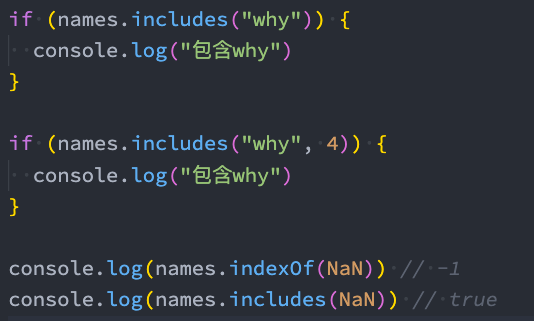 if (names.includes("why")) {
  console.log("包含why")
}

if (names.includes("why", 4)) {
  console.log("包含why")
}

console.log(names.indexOf(NaN)) // -1
console.log(names.includes(NaN)) // true